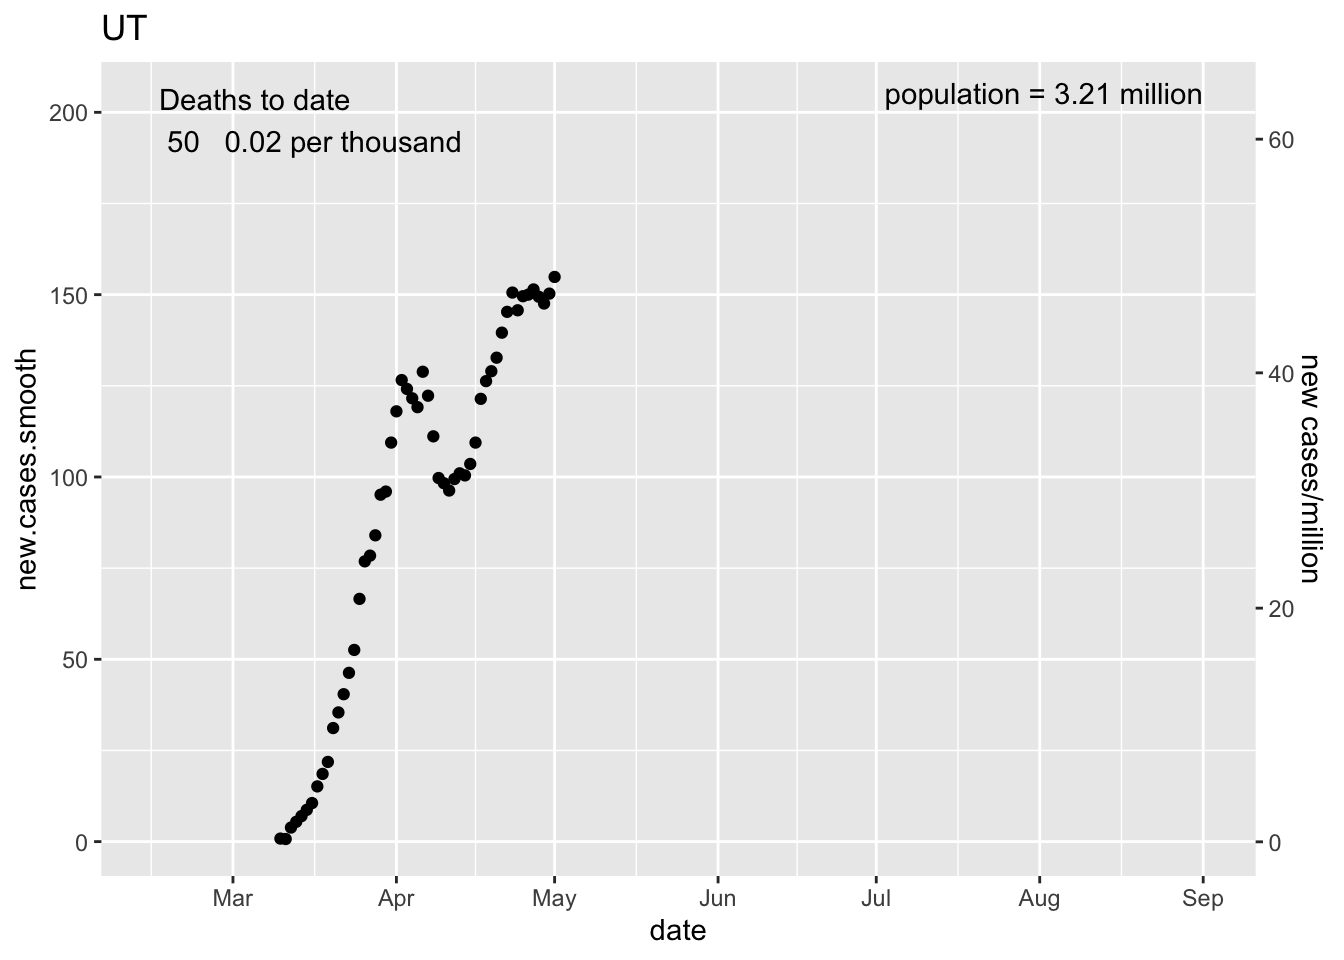 UT
Deaths to date
population = 3.21 million
50 0.02 per thousand
200
150
100
50
0
new.cases.smooth
60
40
20
0
new cases/million
Mar Apr May Jun Jul Aug Sep
date